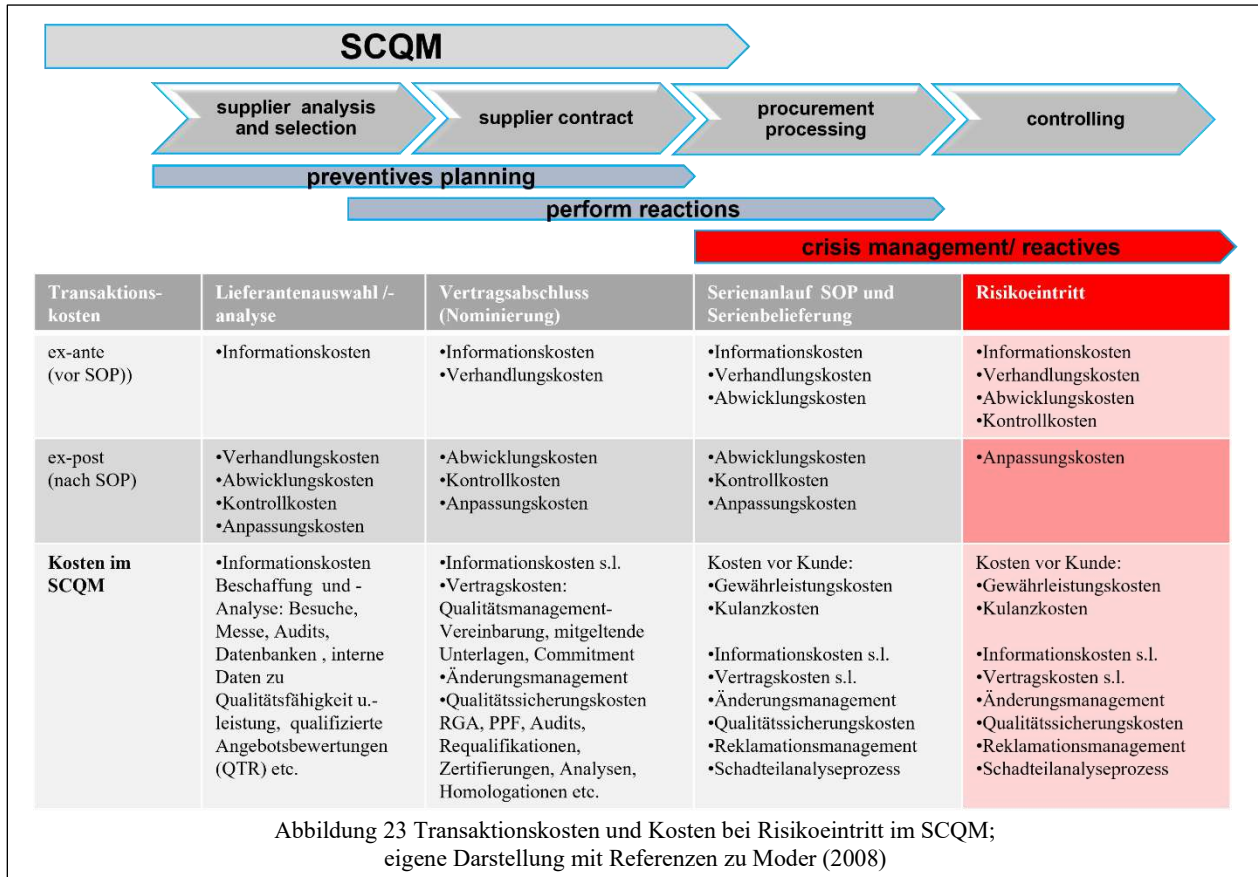 SCQM
supplier analysis
and selection
supplier contract
procurement
processing
controlling
preventives planning
perform reactions
crisis management/ reactives
Transaktions-
kosten
Lieferantenauswahl /-
analyse
Vertragsabschluss
(Nominierung)
Serienanlauf SOP und
Serienbelieferung
Risikoeintritt
ex-ante
(vor SOP))
•Informationskosten
•Informationskosten
•Verhandlungskosten
•Informationskosten
•Verhandlungskosten
•Abwicklungskosten
•Informationskosten
•Verhandlungskosten
•Abwicklungskosten
•Kontrollkosten
ex-post
(nach SOP)
•Verhandlungskosten
•Abwicklungskosten
•Kontrollkosten
•Anpassungskosten
•Abwicklungskosten
•Kontrollkosten
•Anpassungskosten
•Abwicklungskosten
•Kontrollkosten
•Anpassungskosten
•Anpassungskosten
Kosten im
SCQM
•Informationskosten
Beschaffung und -
Analyse: Besuche,
Messe, Audits,
Datenbanken , interne
Daten zu
Qualitätsfähigkeit u.-
leistung, qualifizierte
Angebotsbewertungen
(QTR) etc.
•Informationskosten s.l.
•Vertragskosten:
Qualitätsmanagement-
Vereinbarung, mitgeltende
Unterlagen, Commitment
•Änderungsmanagement
•Qualitätssicherungskosten
RGA, PPF, Audits,
Requalifikationen,
Zertifierungen, Analysen,
Homologationen etc.
Kosten vor Kunde:
•Gewährleistungskosten
•Kulanzkosten
•Informationskosten s.l.
•Vertragskosten s.l.
•Änderungsmanagement
•Qualitätssicherungskosten
•Reklamationsmanagement
•Schadteilanalyseprozess
Kosten vor Kunde:
•Gewährleistungskosten
•Kulanzkosten
•Informationskosten s.l.
•Vertragskosten s.l.
•Änderungsmanagement
•Qualitätssicherungskosten
•Reklamationsmanagement
•Schadteilanalyseprozess
Abbildung 23 Transaktionskosten und Kosten bei Risikoeintritt im SCQM;
eigene Darstellung mit Referenzen zu Moder (2008)